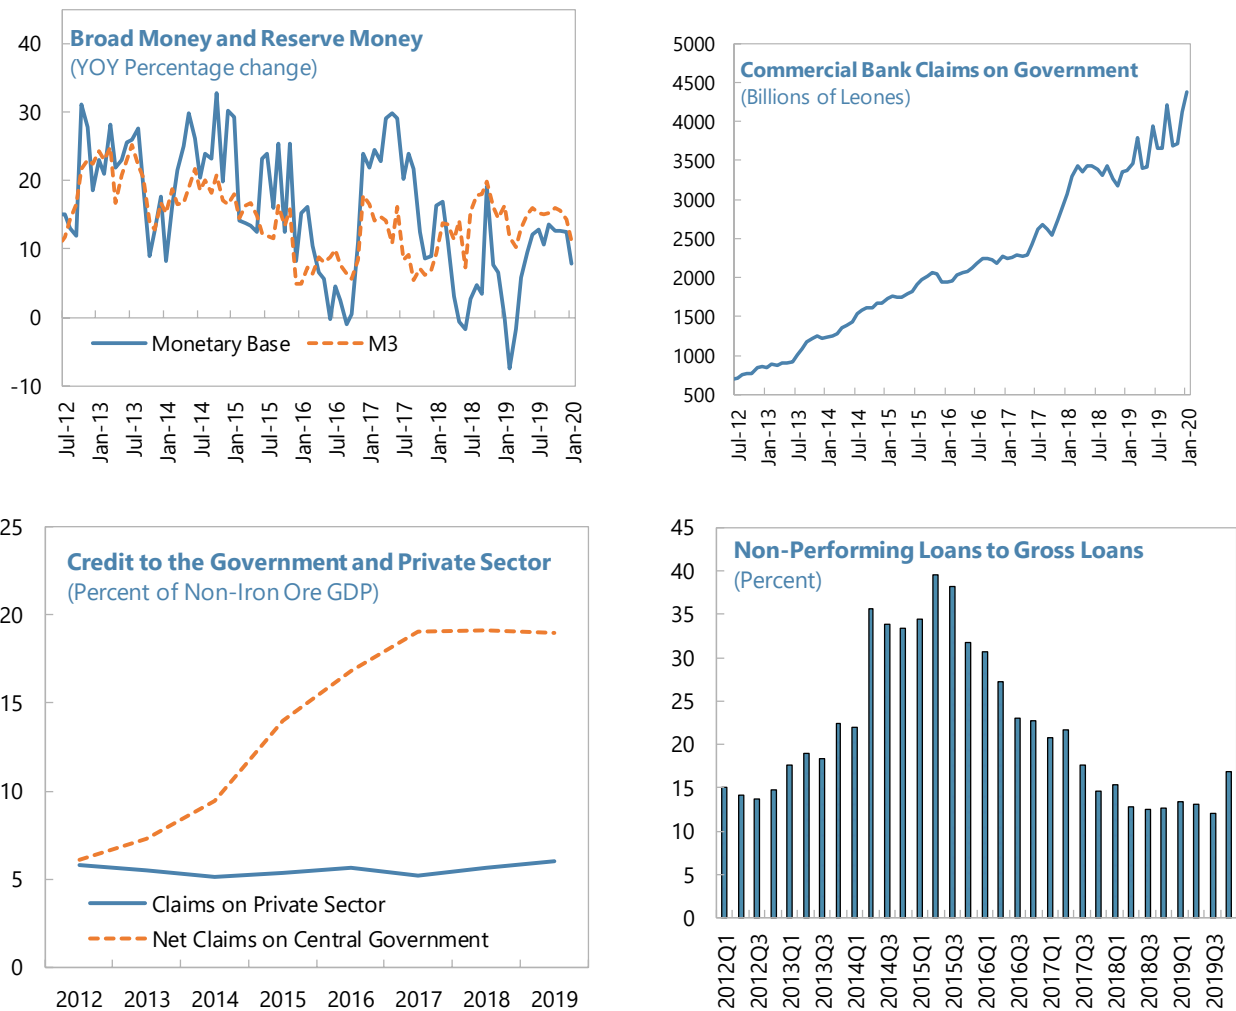 Broad Money and Reserve Money
(YOY Percentage change)
40
30
20
10
0
-10
Monetary Base
M3
Jul-12
Jan-13
Jul-13
Jan-14
Jul-14
Jan-15
Jul-15
Jan-16
Jul-16
Jan-17
Jul-17
Jan-18
Jul-18
Jan-19
Jul-19
Jan-20
Commercial Bank Claims on Government
(Billions of Leones)
5000
4500
4000
3500
3000
2500
2000
1500
1000
500
Jul-12
Jan-13
Jul-13
Jan-14
Jul-14
Jan-15
Jul-15
Jan-16
Jul-16
Jan-17
Jul-17
Jan-18
Jul-18
Jan-19
Jul-19
Jan-20
Credit to the Government and Private Sector
(Percent of Non-Iron Ore GDP)
25
20
15
10
5
0
Claims on Private Sector
Net Claims on Central Government
2012
2013
2014
2015
2016
2017
2018
2019
Non-Performing Loans to Gross Loans
(Percent)
45
40
35
30
25
20
15
10
5
0
2012Q1
2012Q3
2013Q1
2013Q3
2014Q1
2014Q3
2015Q1
2015Q3
2016Q1
2016Q3
2017Q1
2017Q3
2018Q1
2018Q3
2019Q1
2019Q3